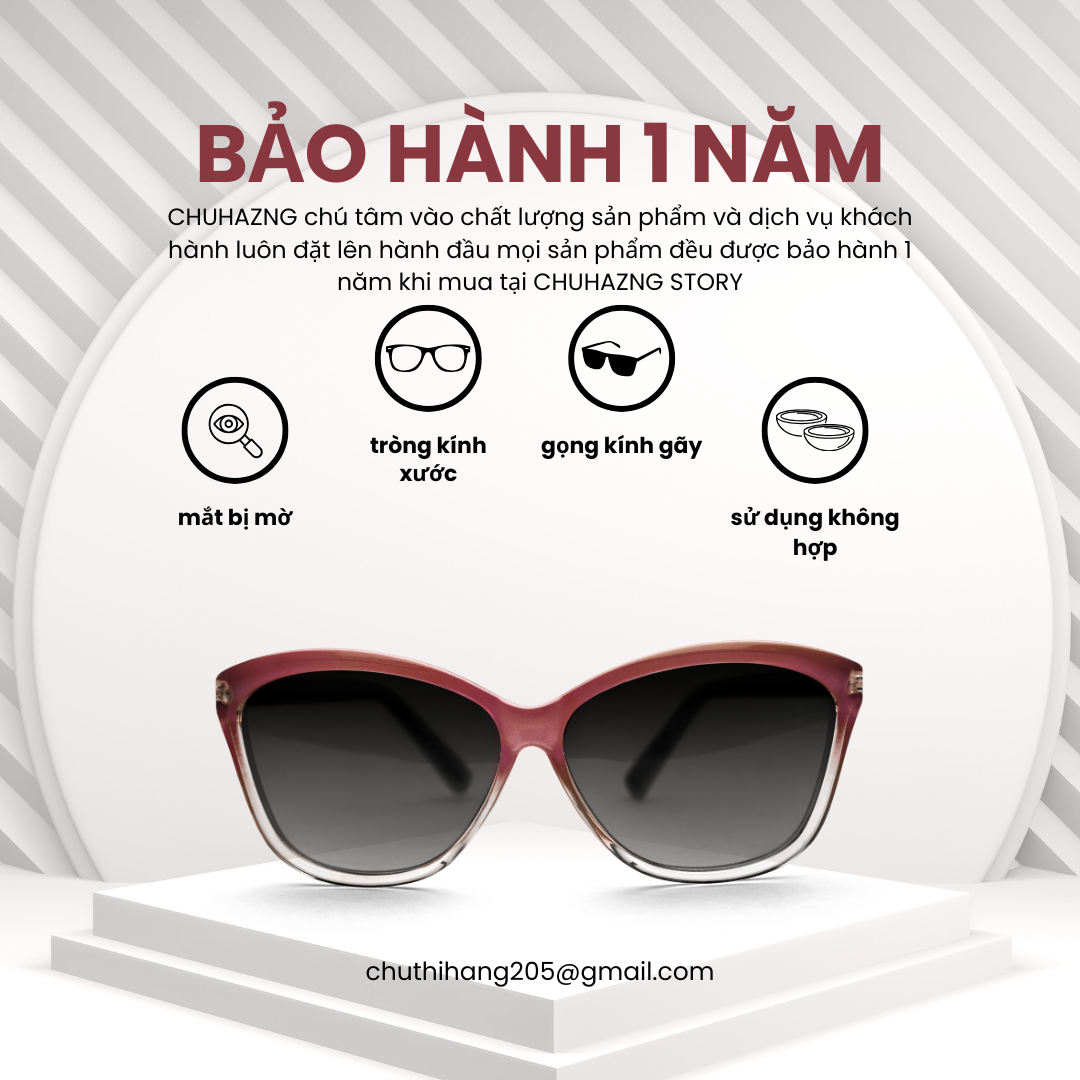 BẢO HÀNH 1 NĂM
CHUHAZNG chú tâm vào chất lượng sản phẩm và dịch vụ khách
hành luôn đặt lên hành đầu mọi sản phẩm đều được bảo hành 1
năm khi mua tại CHUHAZNG STORY
tròng kính
xước
gọng kính gãy
mắt bị mờ
sử dụng không
hợp
chuthihang205@gmail.com